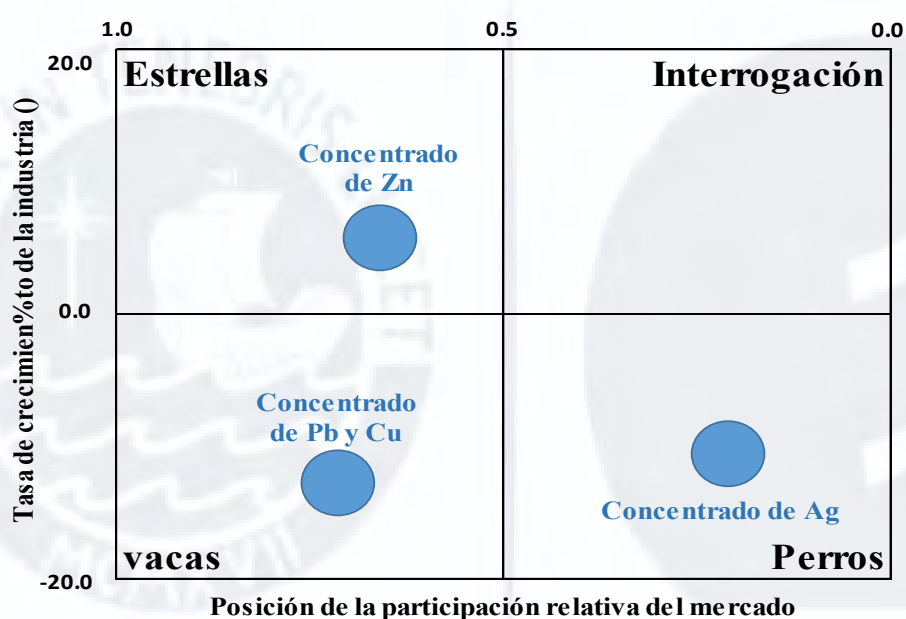 1.0 0.5 0.0
20.0
Estrellas Interrogación
Concentrado
de Zn
Tasa de crecimien%to de la industria ()
0.0
Concentrado
de Pb y Cu
Concentrado de Ag
vacas Perros
-20.0
Posición de la participación relativa del mercado